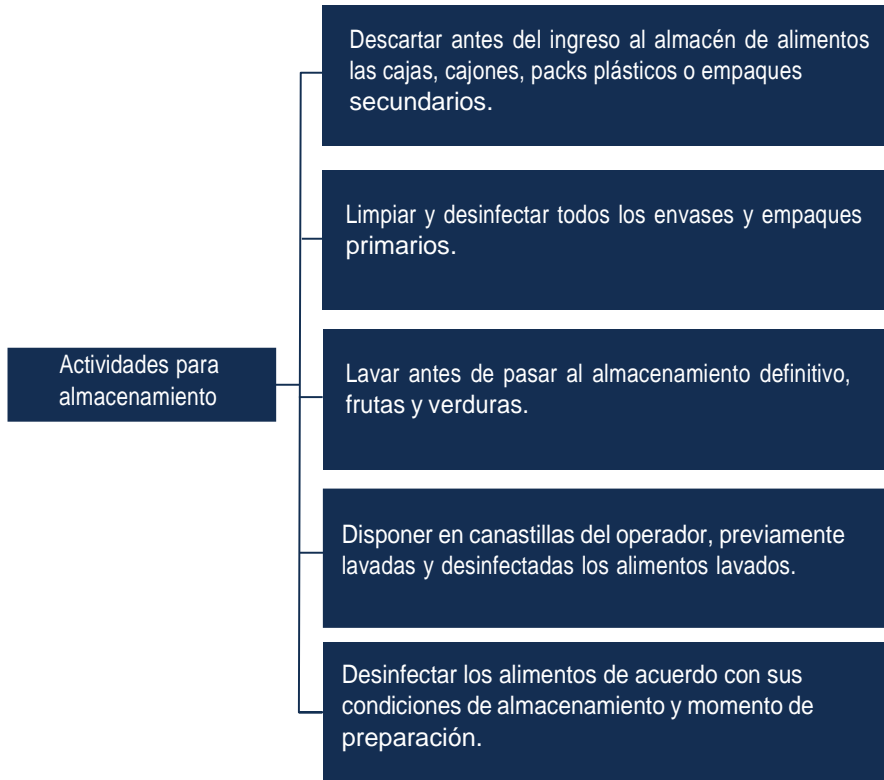 Descartar antes del ingreso al almacén de alimentos
las cajas, cajones, packs plásticos o empaques
secundarios.
Limpiar y desinfectar todos los envases y empaques
primarios.
Actividades para
almacenamiento
Lavar antes de pasar al almacenamiento definitivo,
frutas y verduras.
Disponer en canastillas del operador, previamente
lavadas y desinfectadas los alimentos lavados.
Desinfectar los alimentos de acuerdo con sus
condiciones de almacenamiento y momento de
preparación.